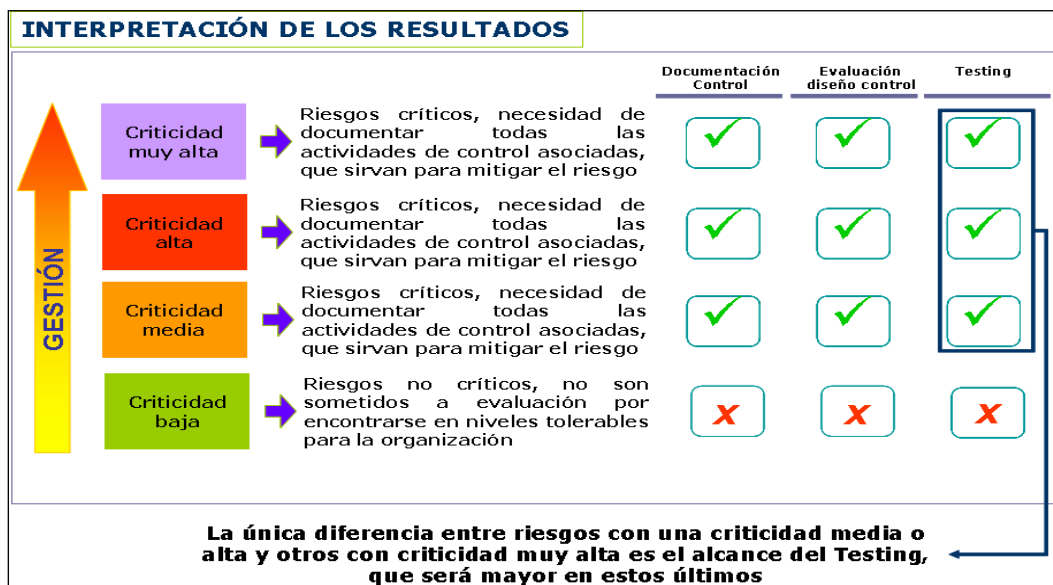 INTERPRETACIÓN DE LOS RESULTADOS
Documentación
Control
Evaluación
diseño control
Testing
GESTIÓN
Criticidad
muy alta
Riesgos críticos, necesidad de
documentar todas las
actividades de control asociadas,
que sirvan para mitigar el riesgo
Criticidad
alta
Riesgos críticos, necesidad de
documentar todas las
actividades de control asociadas,
que sirvan para mitigar el riesgo
Criticidad
media
Riesgos críticos, necesidad de
documentar todas las
actividades de control asociadas,
que sirvan para mitigar el riesgo
Criticidad
baja
Riesgos no críticos, no son
sometidos a evaluación por
encontrarse en niveles tolerables
para la organización
x x x
La única diferencia entre riesgos con una criticidad media o
alta y otros con criticidad muy alta es el alcance del Testing,
que será mayor en estos últimos